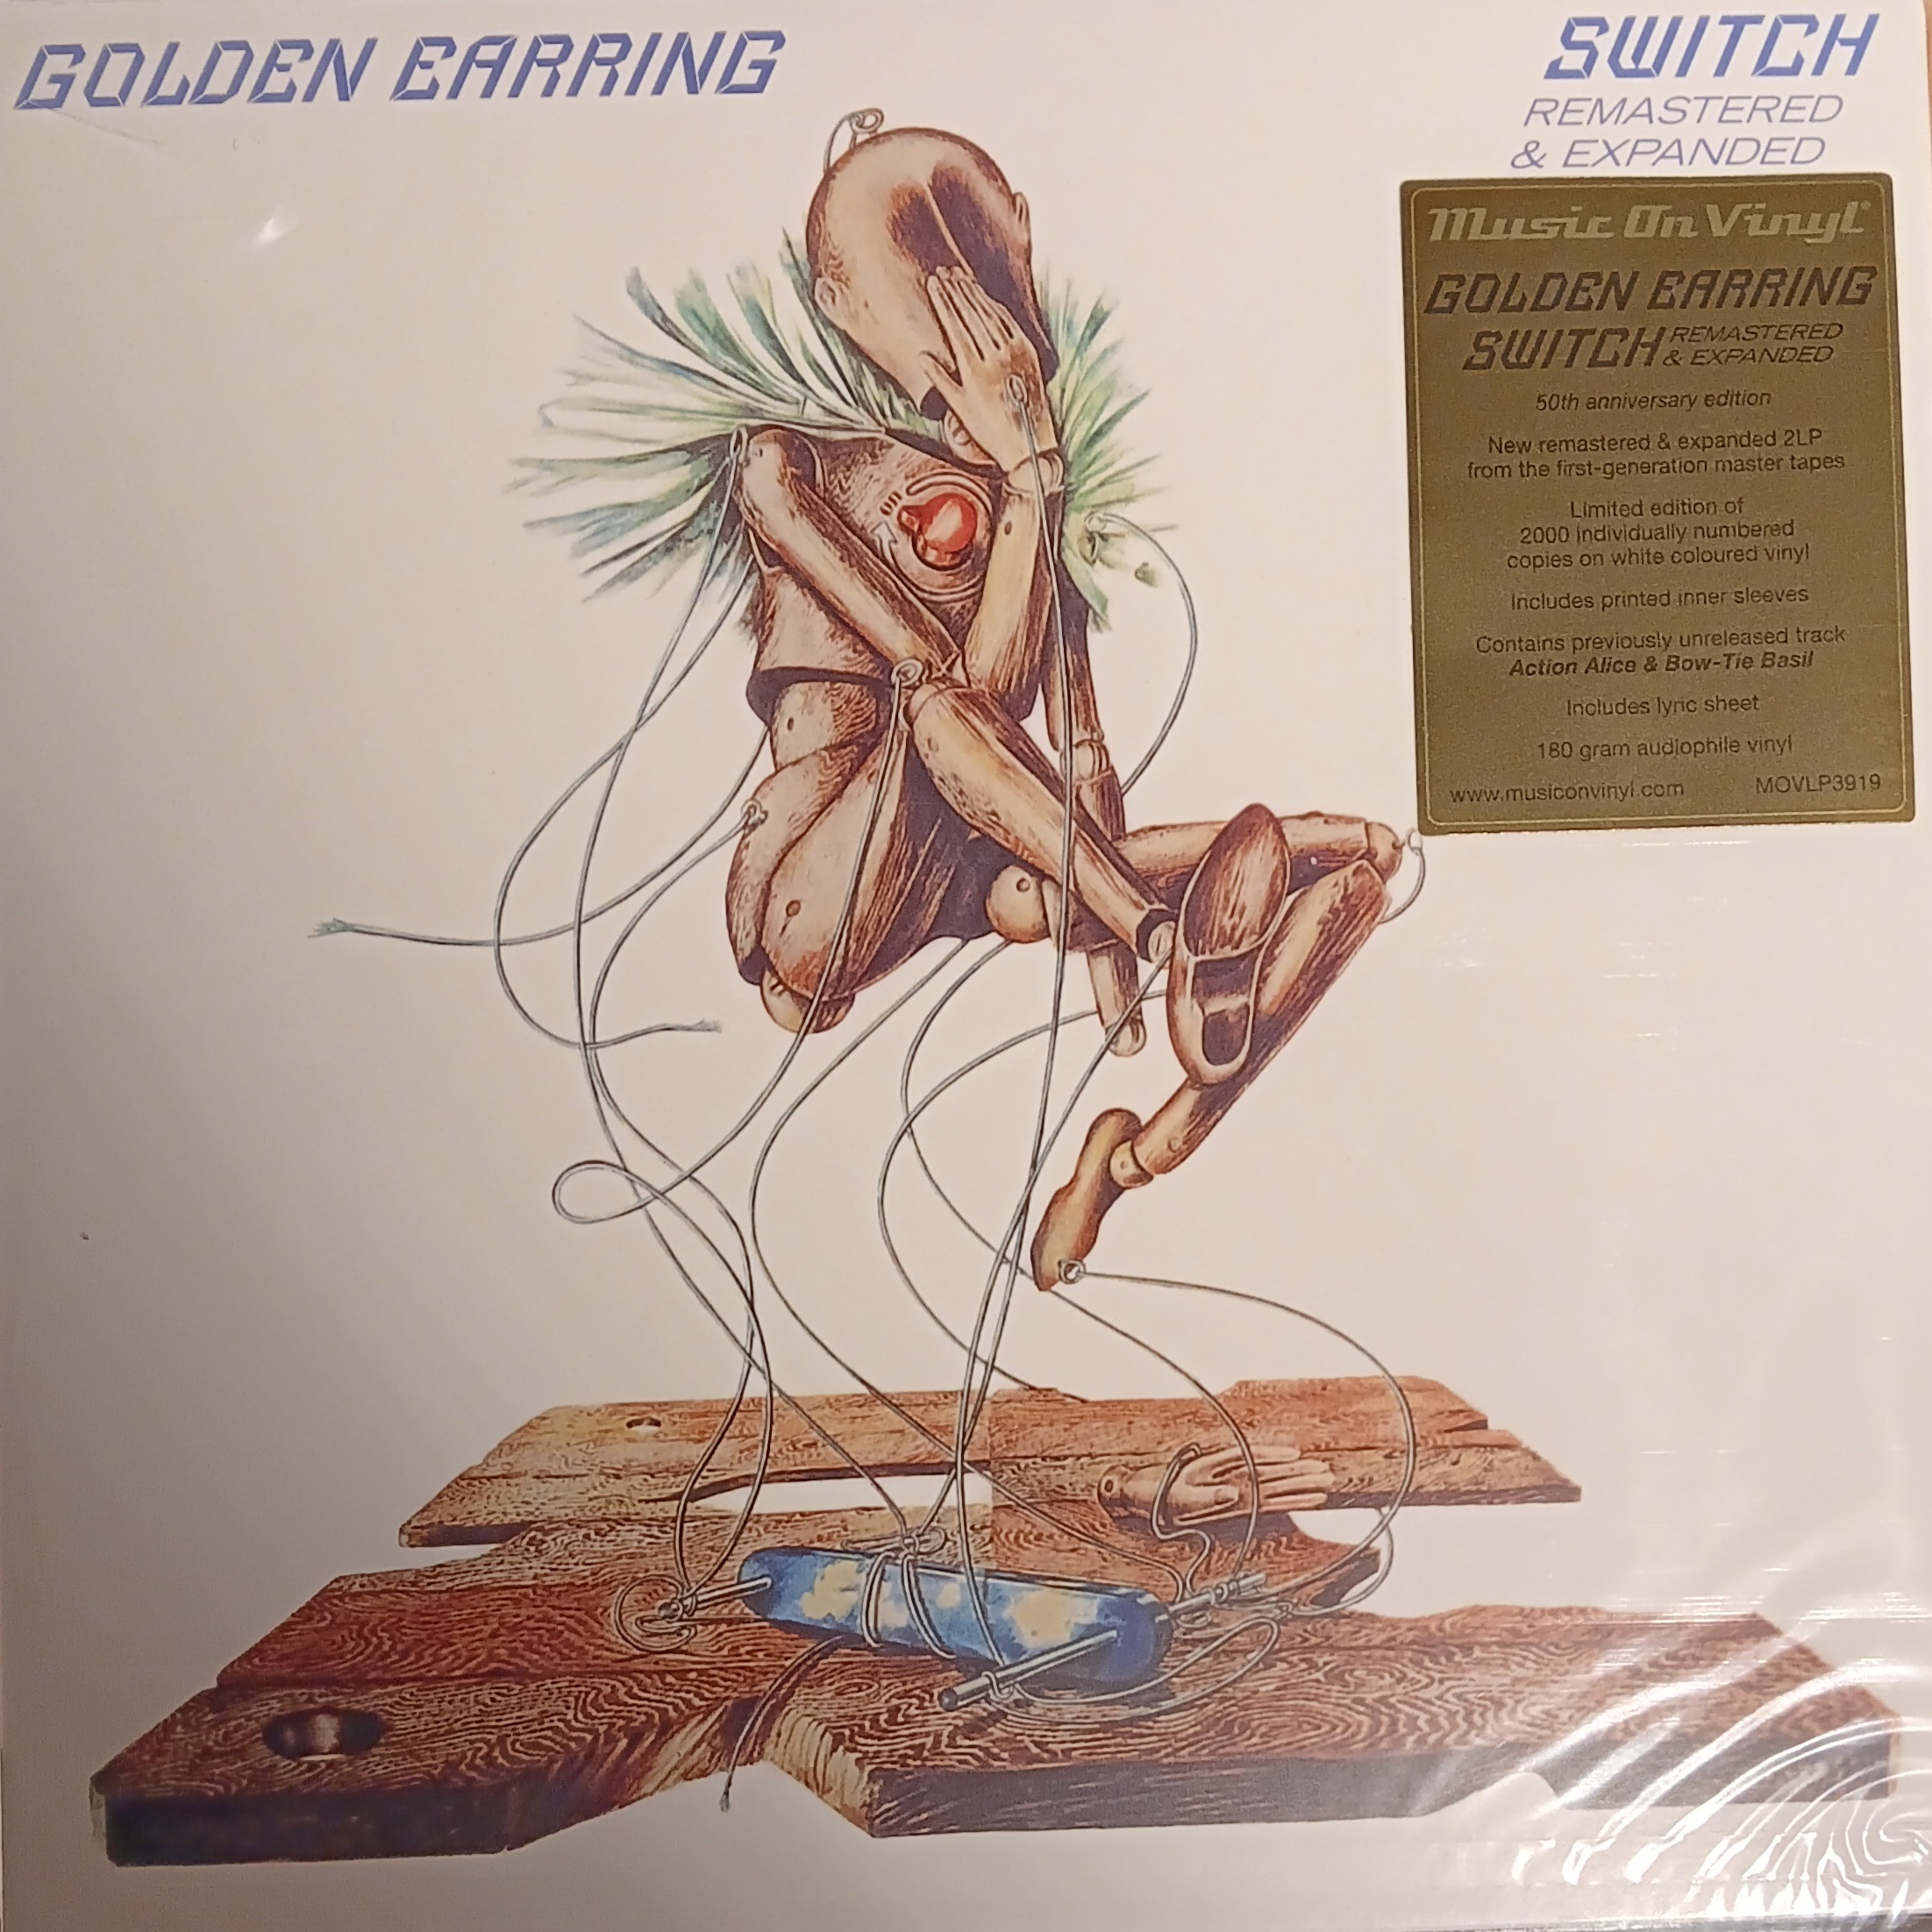 GOLDEN EARRING
SWITCH
REMASTERED
& EXPANDED
Music On Vinyl
GOLDEN EARRING
SWITCH REMASTERED
& EXPANDED
50th anniversary edition
New remastered & expanded 2LP
from the first-generation master tapes
Limited edition of
2000 individually numbered
copies on white coloured vinyl
Includes printed inner sleeves
Contains previously unreleased track
Action Alice & Bow-Tie Basil
Includes lyric sheet
180 gram audiophile vinyl
www.musiconvinyl.com MOVLP3919